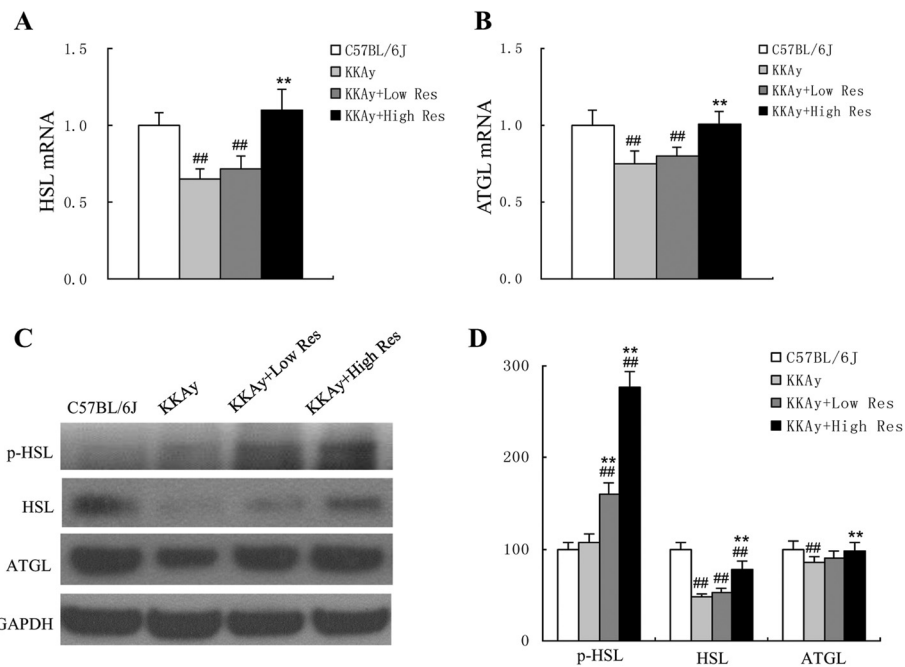 A
1.5
1.0
0.5
0.0
HSL mRNA
##
##
**
C57BL/6J
KKAy
KKAy+Low Res
KKAy+High Res
B
1.5
1.0
0.5
0.0
ATGL mRNA
##
##
**
C57BL/6J
KKAy
KKAy+Low Res
KKAy+High Res
C
C57BL/6J
KKAy
KKAy+Low Res
KKAy+High Res
p-HSL
HSL
ATGL
GAPDH
D
300
200
100
0
**
##
**
##
##
##
**
##
##
**
C57BL/6J
KKAy
KKAy+Low Res
KKAy+High Res
p-HSL
HSL
ATGL